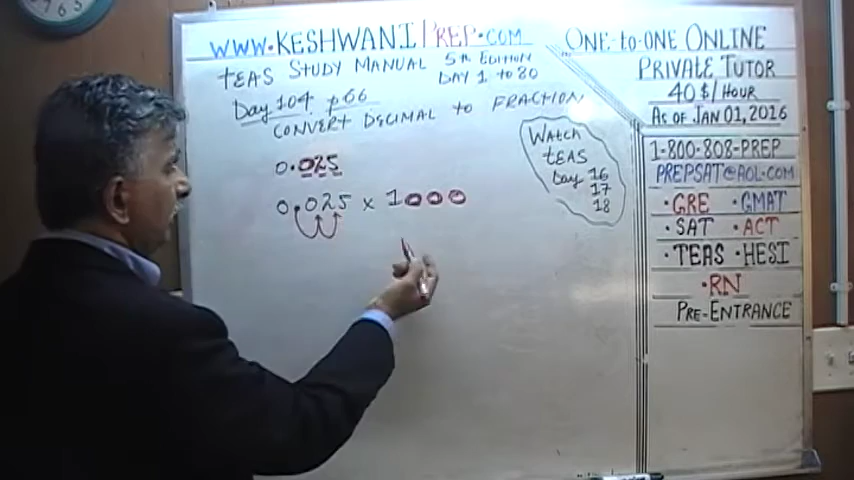 www.KESHWANIPREP.COM
TEAS STUDY MANUAL 5TH EDITION
DAY 1 TO 80
Day 104 p66
CONVERT DECIMAL TO FRACTION
0.025
0.025 x 1000
WATCH
TEAS
Day 16
17
18
ONE-TO-ONE ONLINE
PRIVATE TUTOR
40 $/HOUR
AS OF JAN 01, 2016
1-800-808-PREP
PREPSAT@AOL.COM
•GRE •GMAT
•SAT •ACT
•TEAS •HESI
•RN
PRE-ENTRANCE